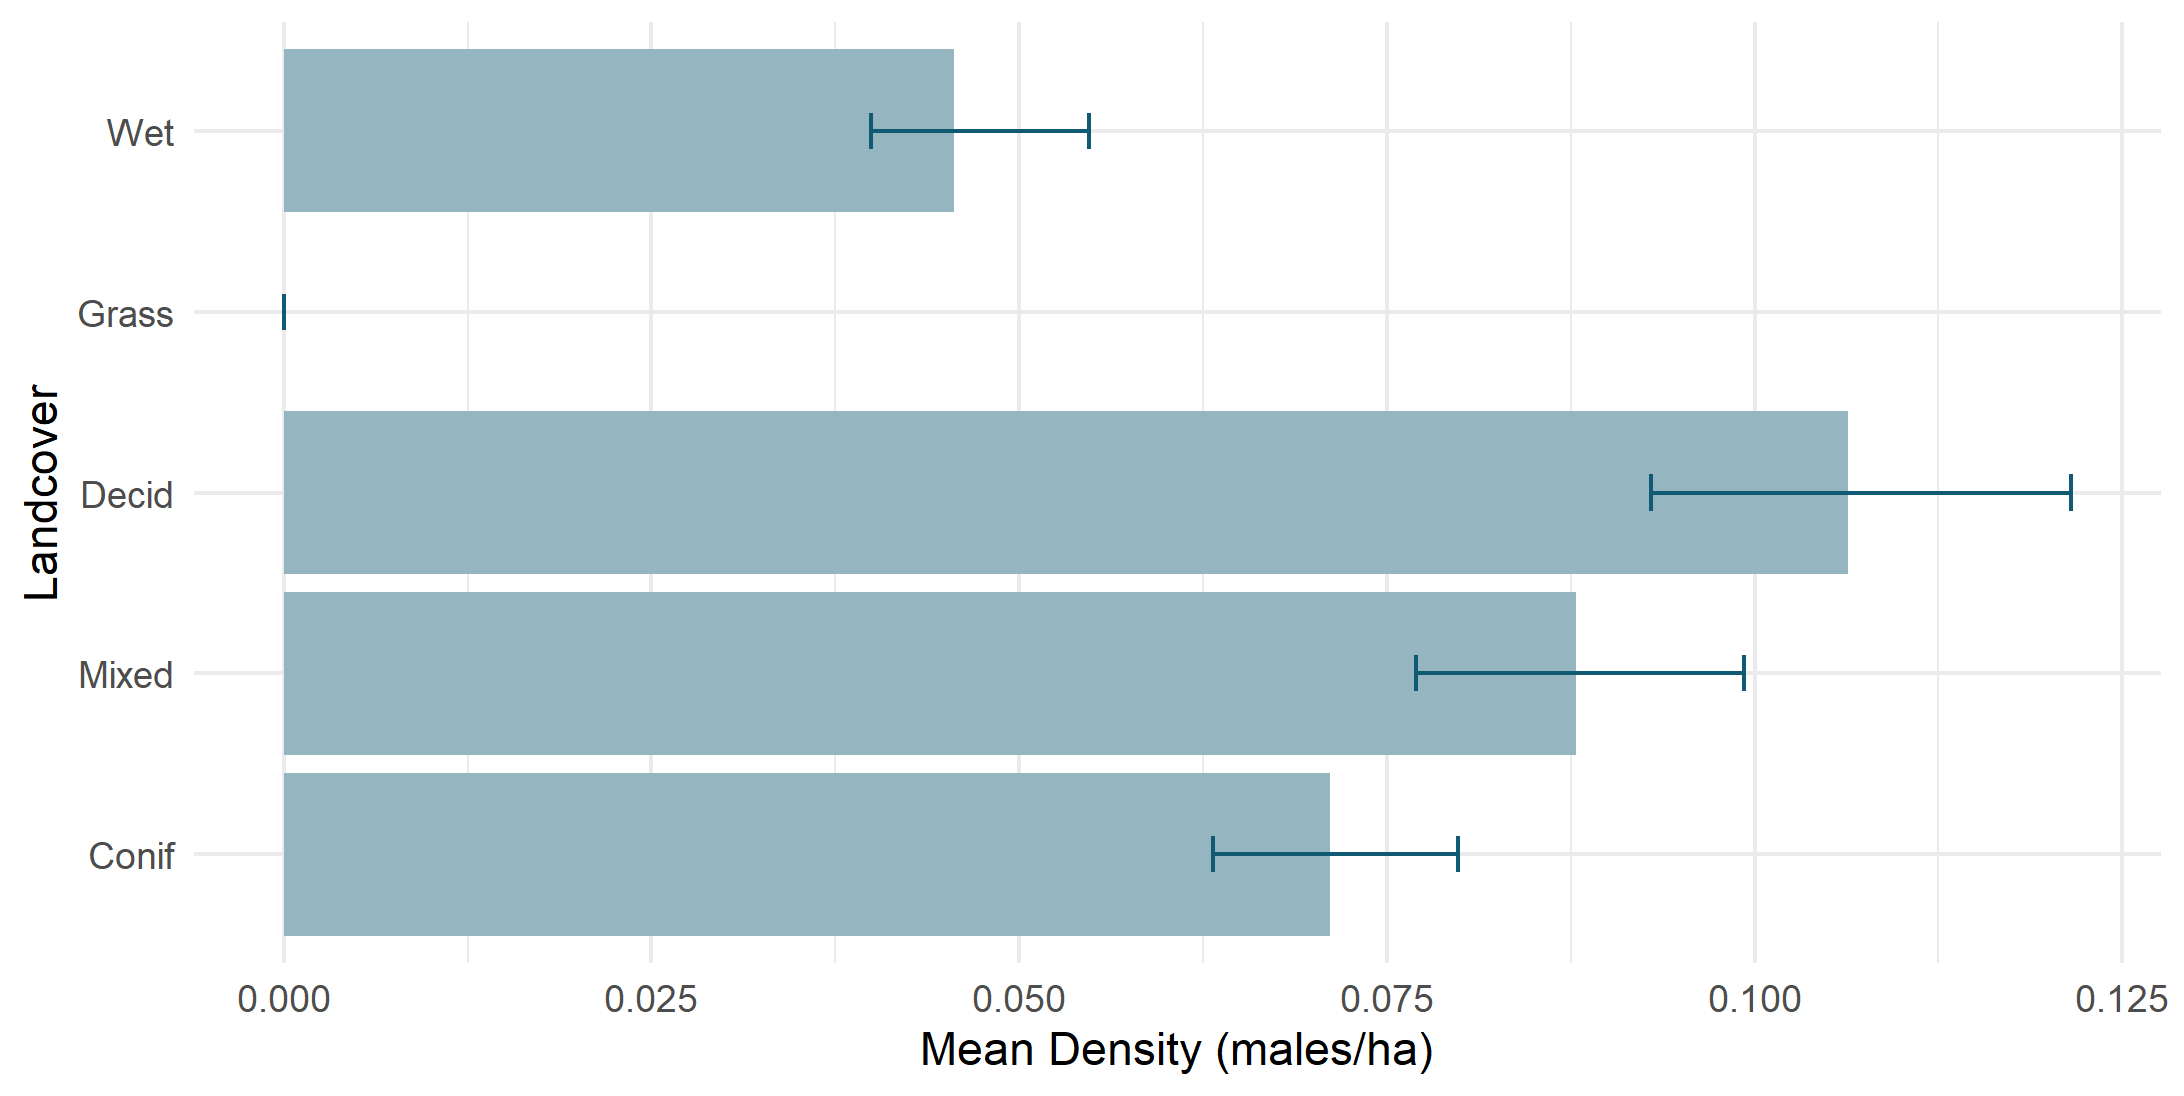 Landcover
Wet
Grass
Decid
Mixed
Conif
0.000 0.025 0.050 0.075 0.100 0.125
Mean Density (males/ha)